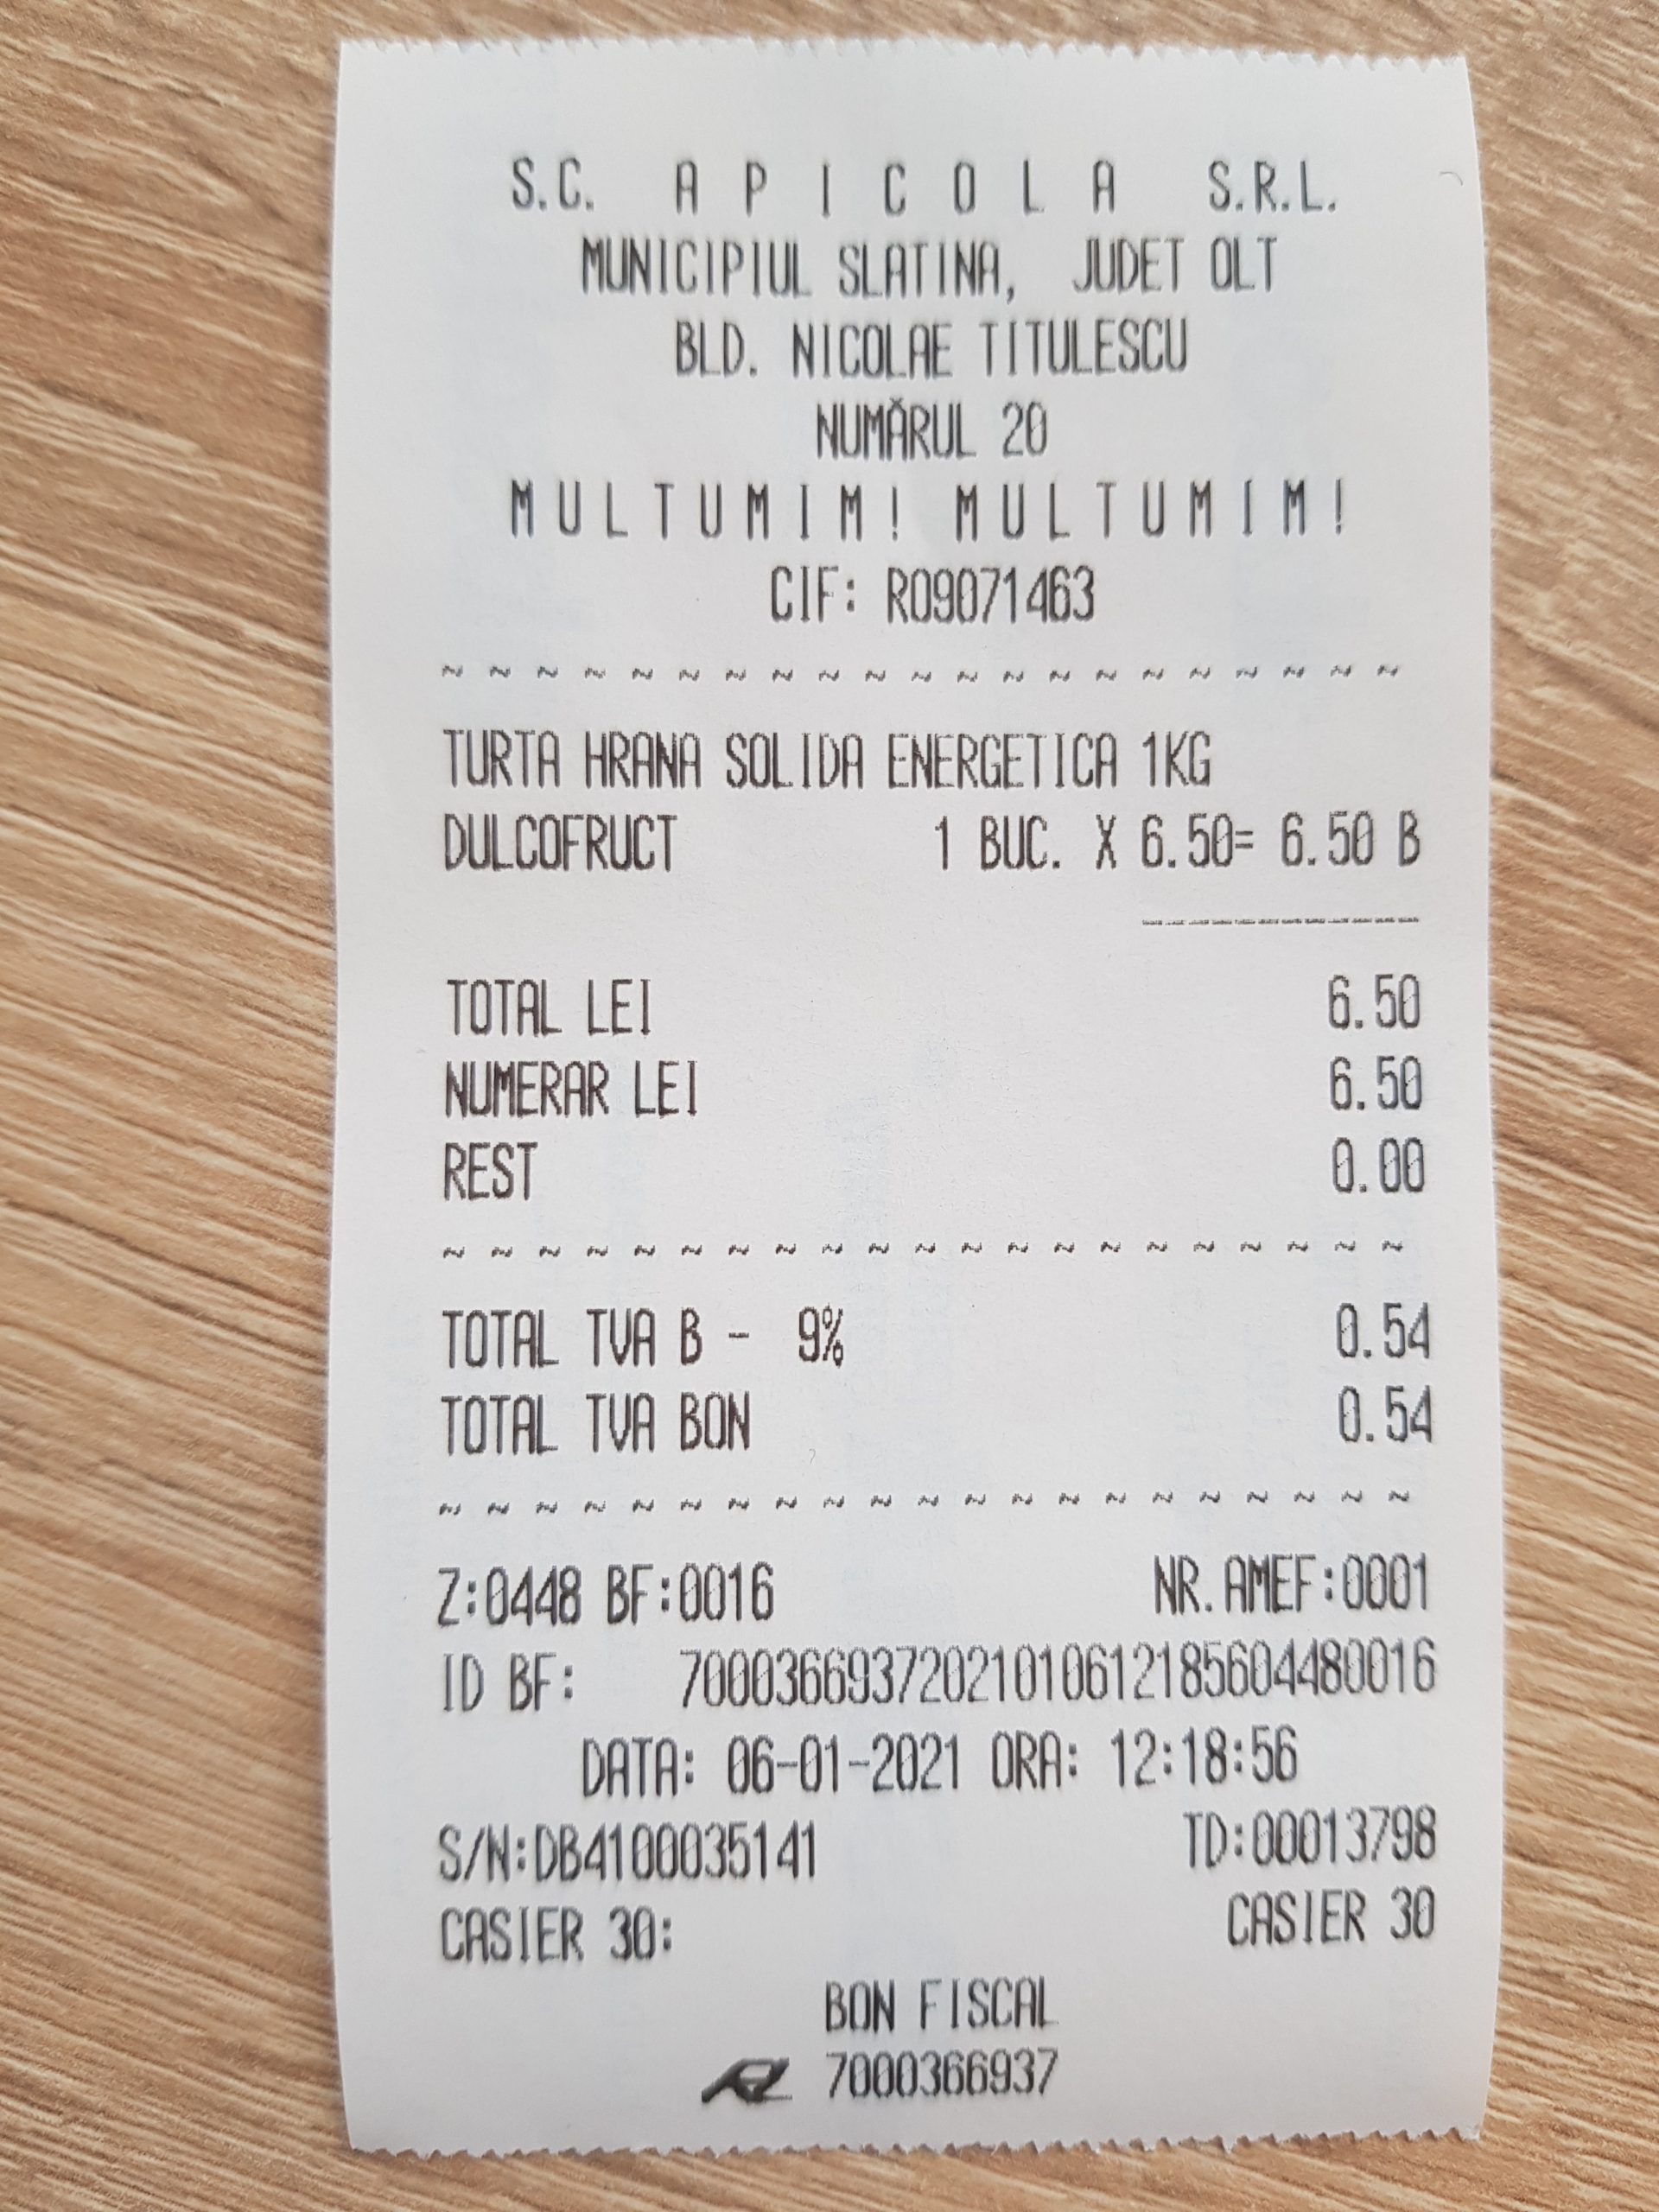 S.C. A P I C O L A S.R.L.
MUNICIPIUL SLATINA, JUDET OLT
BLD. NICOLAE TITULESCU
NUMĂRUL 20
M U L T U M I M ! M U L T U M I M !
CIF: RO9071463
~ ~ ~ ~ ~ ~ ~ ~ ~ ~ ~ ~ ~ ~ ~ ~ ~ ~ ~ ~ ~
TURTA HRANA SOLIDA ENERGETICA 1KG
DULCOFRUCT 1 BUC. X 6.50= 6.50 B
------------
TOTAL LEI 6.50
NUMERAR LEI 6.50
REST 0.00
~ ~ ~ ~ ~ ~ ~ ~ ~ ~ ~ ~ ~ ~ ~ ~ ~ ~ ~ ~ ~
TOTAL TVA B - 9% 0.54
TOTAL TVA BON 0.54
~ ~ ~ ~ ~ ~ ~ ~ ~ ~ ~ ~ ~ ~ ~ ~ ~ ~ ~ ~ ~
Z:0448 BF:0016 NR.AMEF:0001
ID BF: 70003669372021010612185604480016
DATA: 06-01-2021 ORA: 12:18:56
S/N:DB4100035141 TD:00013798
CASIER 30: CASIER 30
BON FISCAL
7000366937